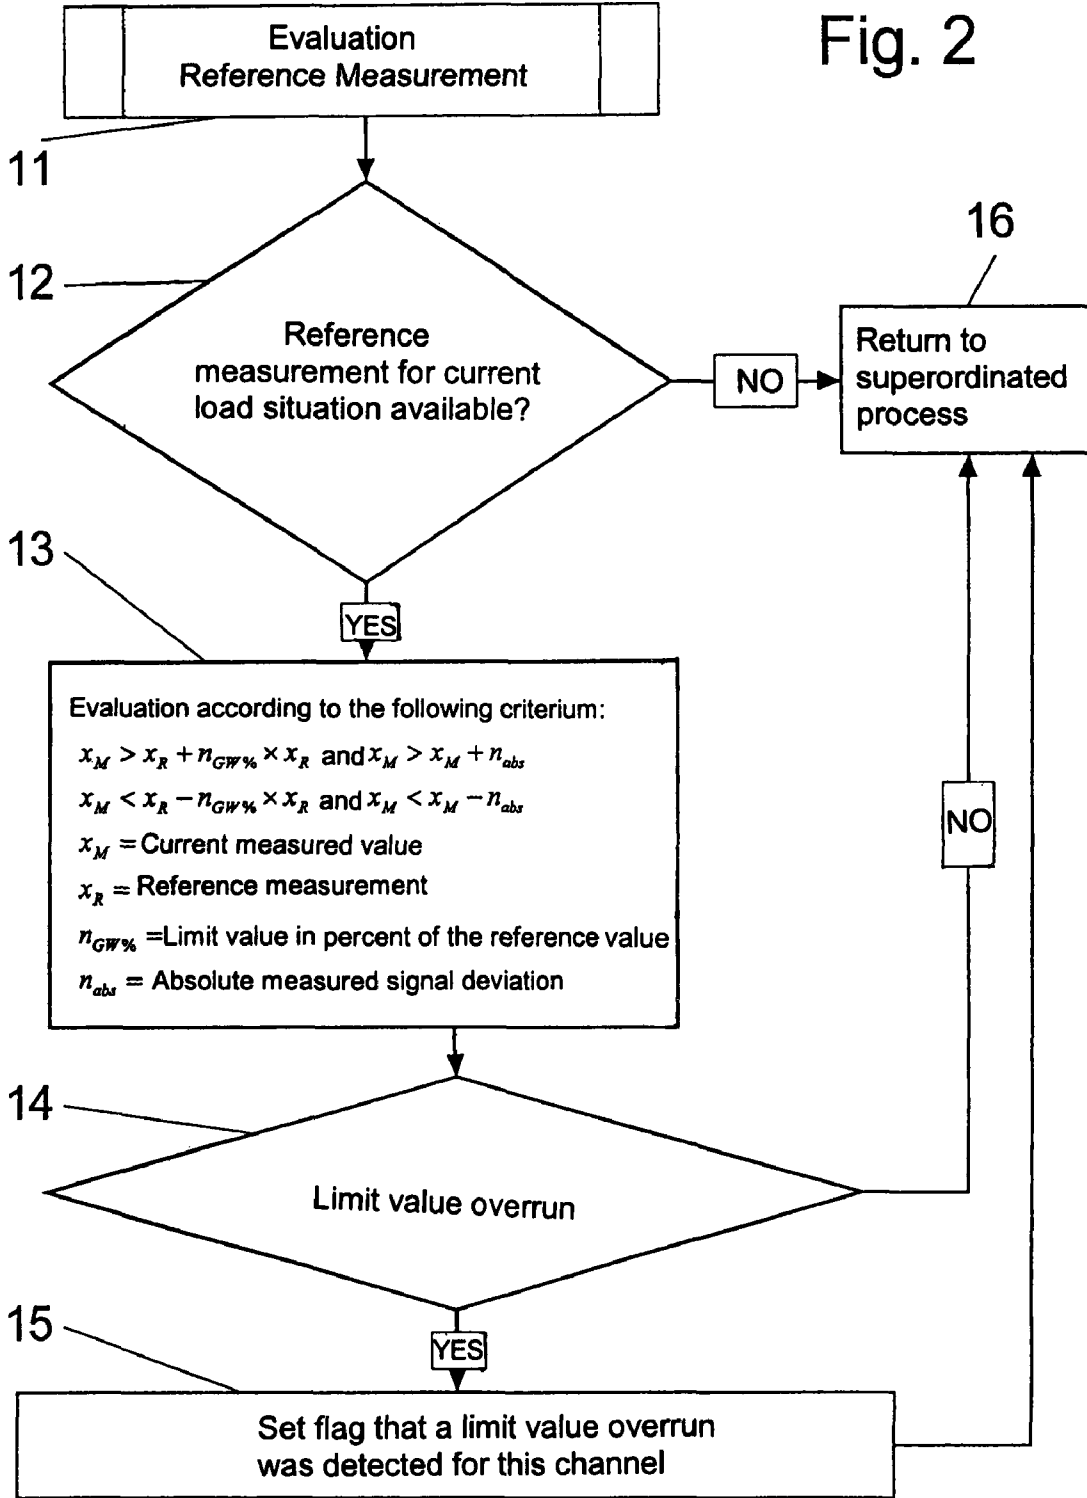 Fig. 2
Evaluation
Reference Measurement
11
12
Reference
measurement for current
load situation available?
NO
16
Return to
superordinated
process
YES
13
Evaluation according to the following criterium:
x_M > x_R + n_GW% × x_R and x_M > x_M + n_abs
x_M < x_R − n_GW% × x_R and x_M < x_M − n_abs
x_M = Current measured value
x_R = Reference measurement
n_GW% =Limit value in percent of the reference value
n_abs = Absolute measured signal deviation
NO
14
Limit value overrun
YES
15
Set flag that a limit value overrun
was detected for this channel